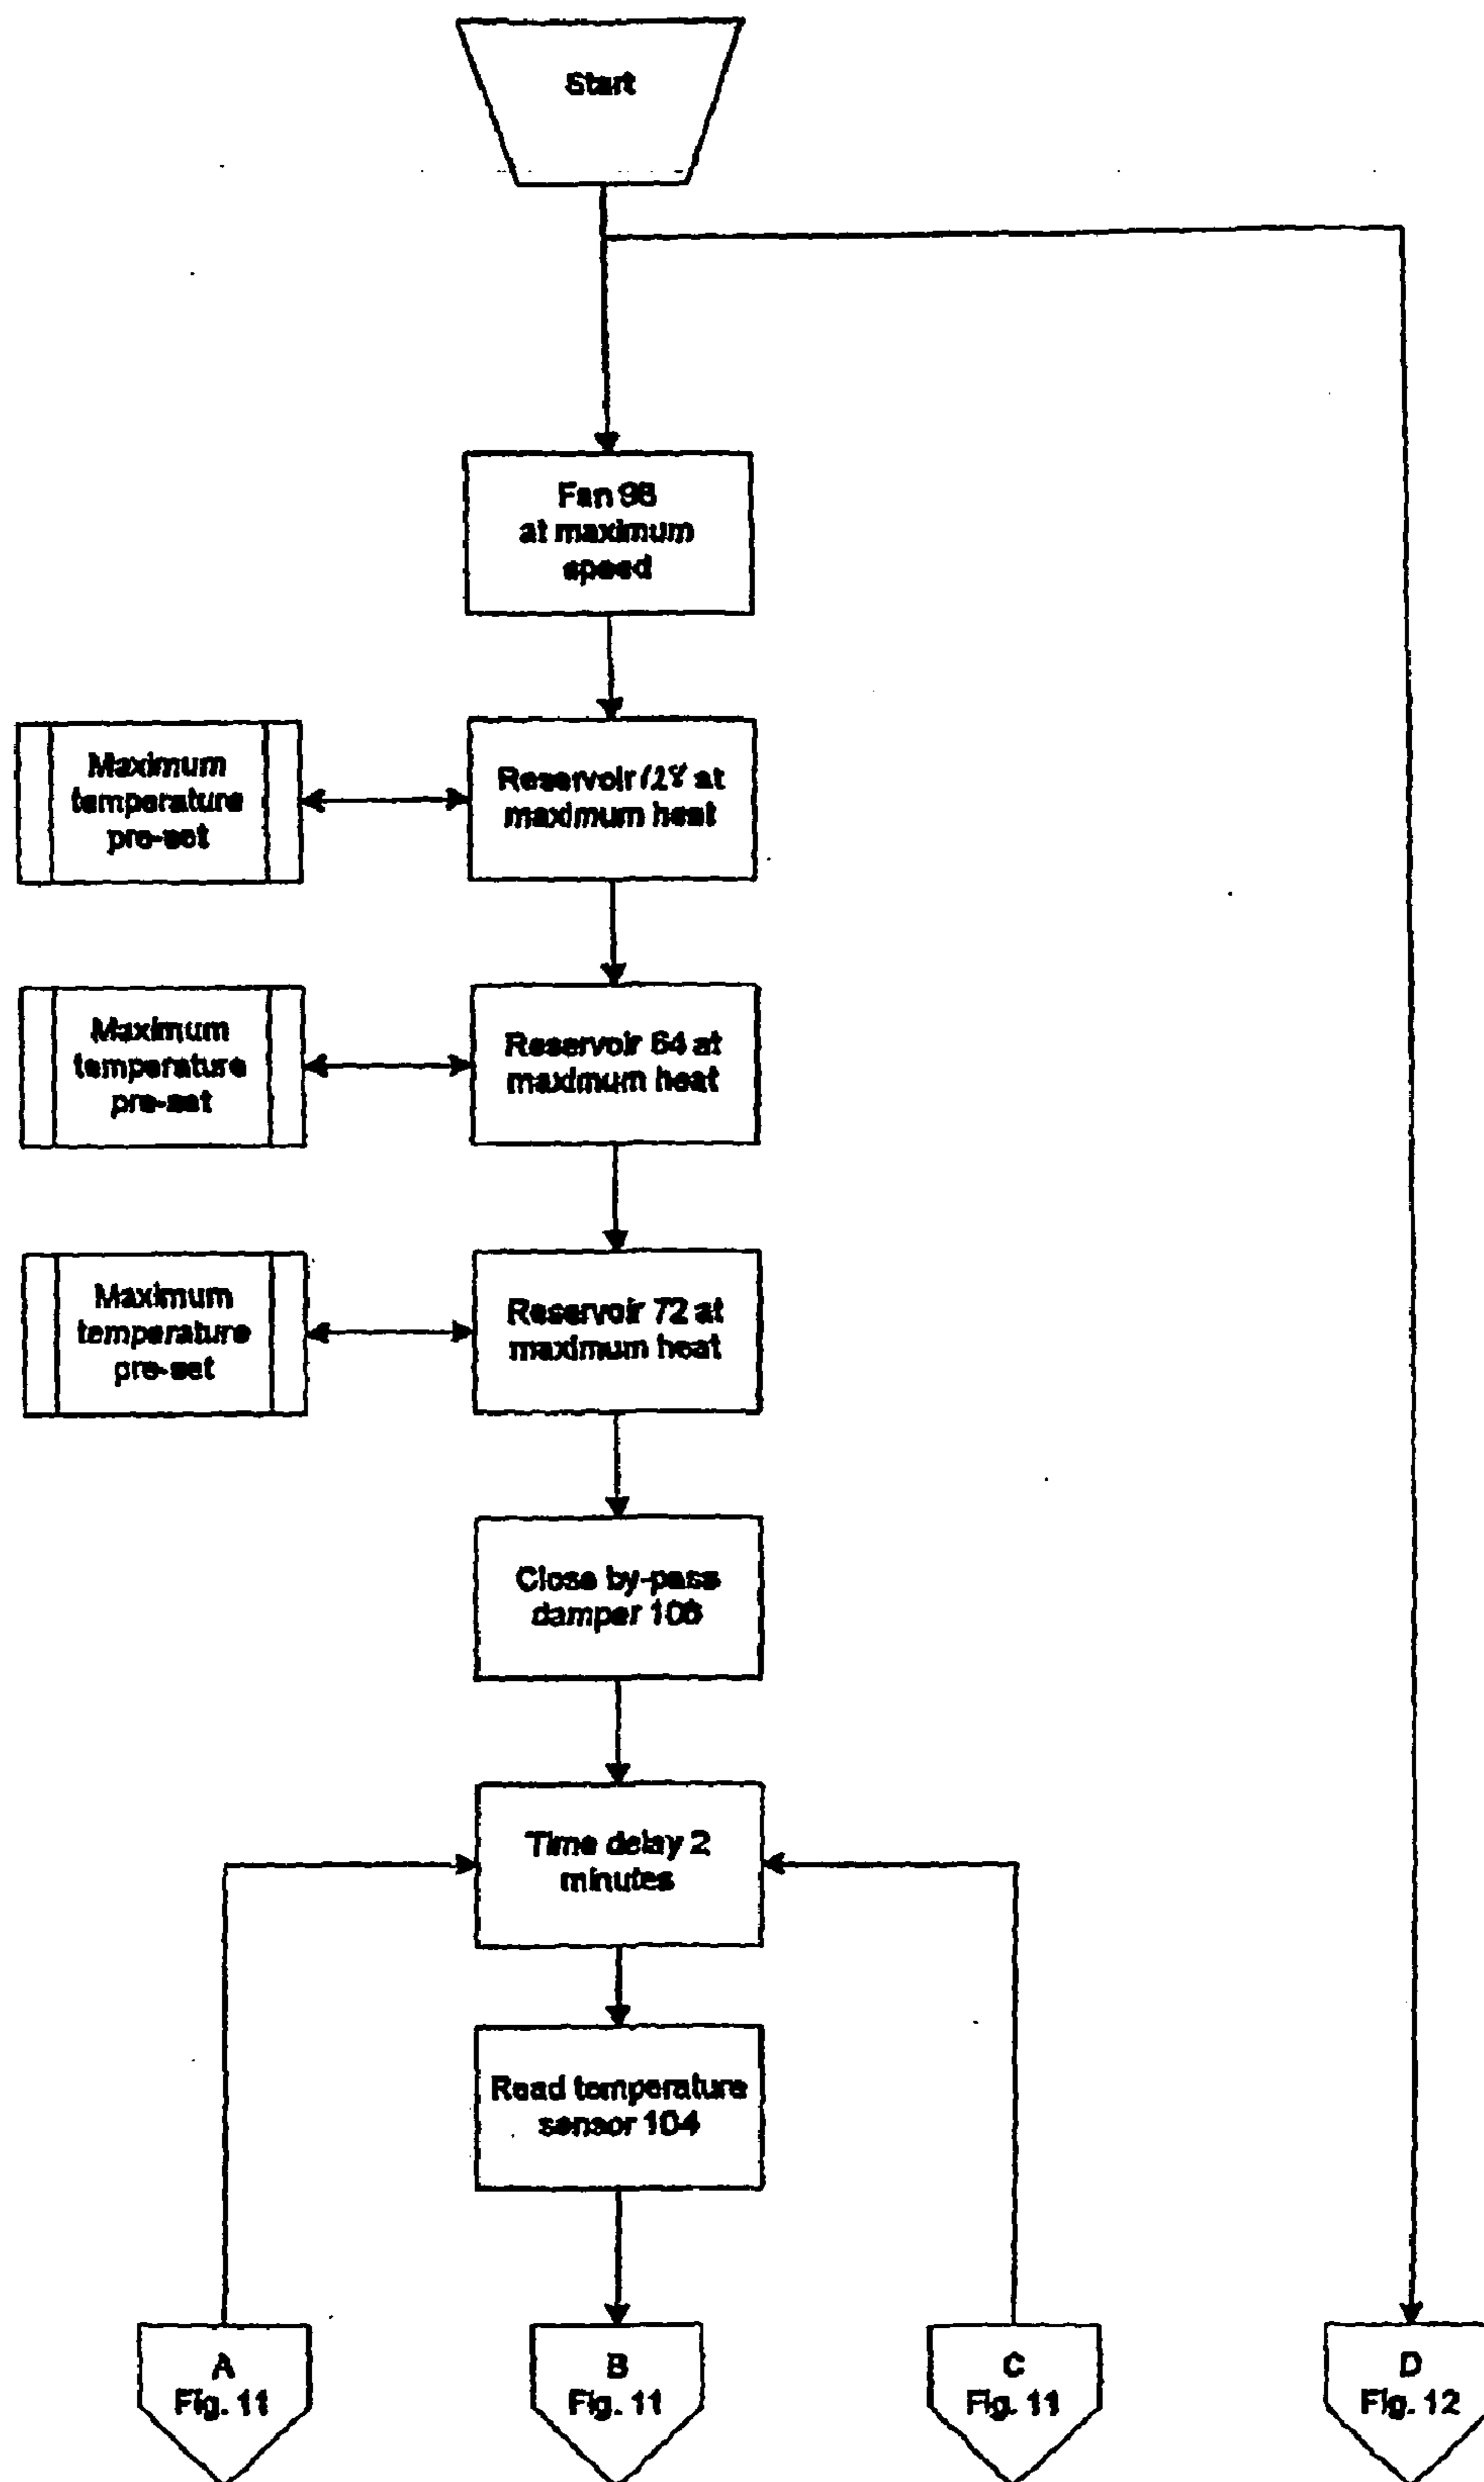 Start
Fan 98
at maximum
speed
Maximum
temperature
pre-set
Reservoir 128 at
maximum heat
Maximum
temperature
pre-set
Reservoir 64 at
maximum heat
Maximum
temperature
pre-set
Reservoir 72 at
maximum heat
Close by-pass
damper 106
Time delay 2
minutes
Read temperature
sensor 104
A
Fig. 11
B
Fig. 11
C
Fig. 11
D
Fig. 12